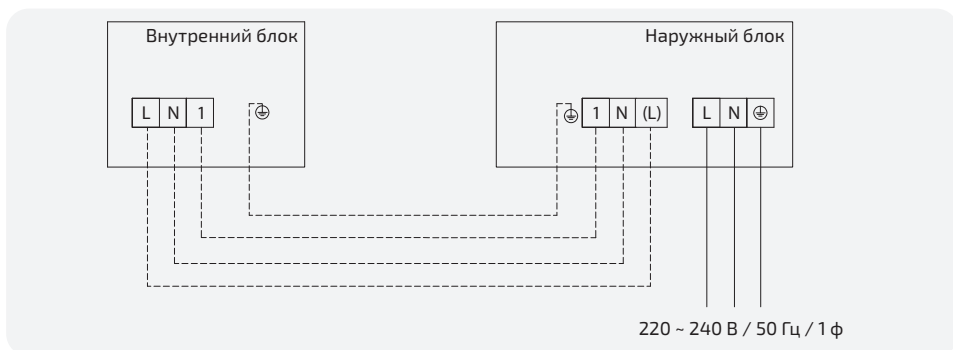 Внутренний блок
Наружный блок
L N 1
1 N (L)
L N
220 ~ 240 В / 50 Гц / 1 ф